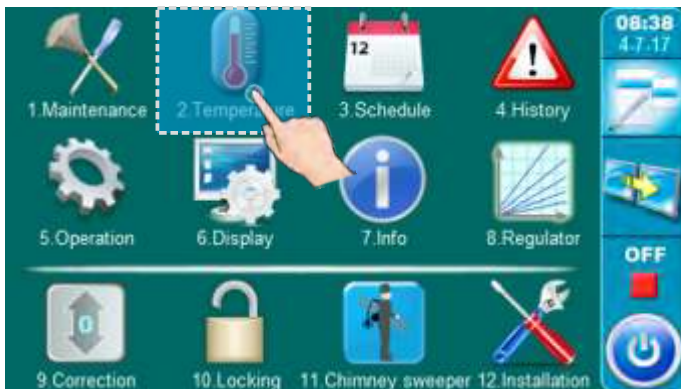 08:38
4-7-17
12
1.Maintenance
2.Temperature
3.Schedule
4.History
5.Operation
6.Display
7.Info
8.Regulator
OFF
0
9.Correction
10.Locking
11.Chimney sweeper
12.Installation